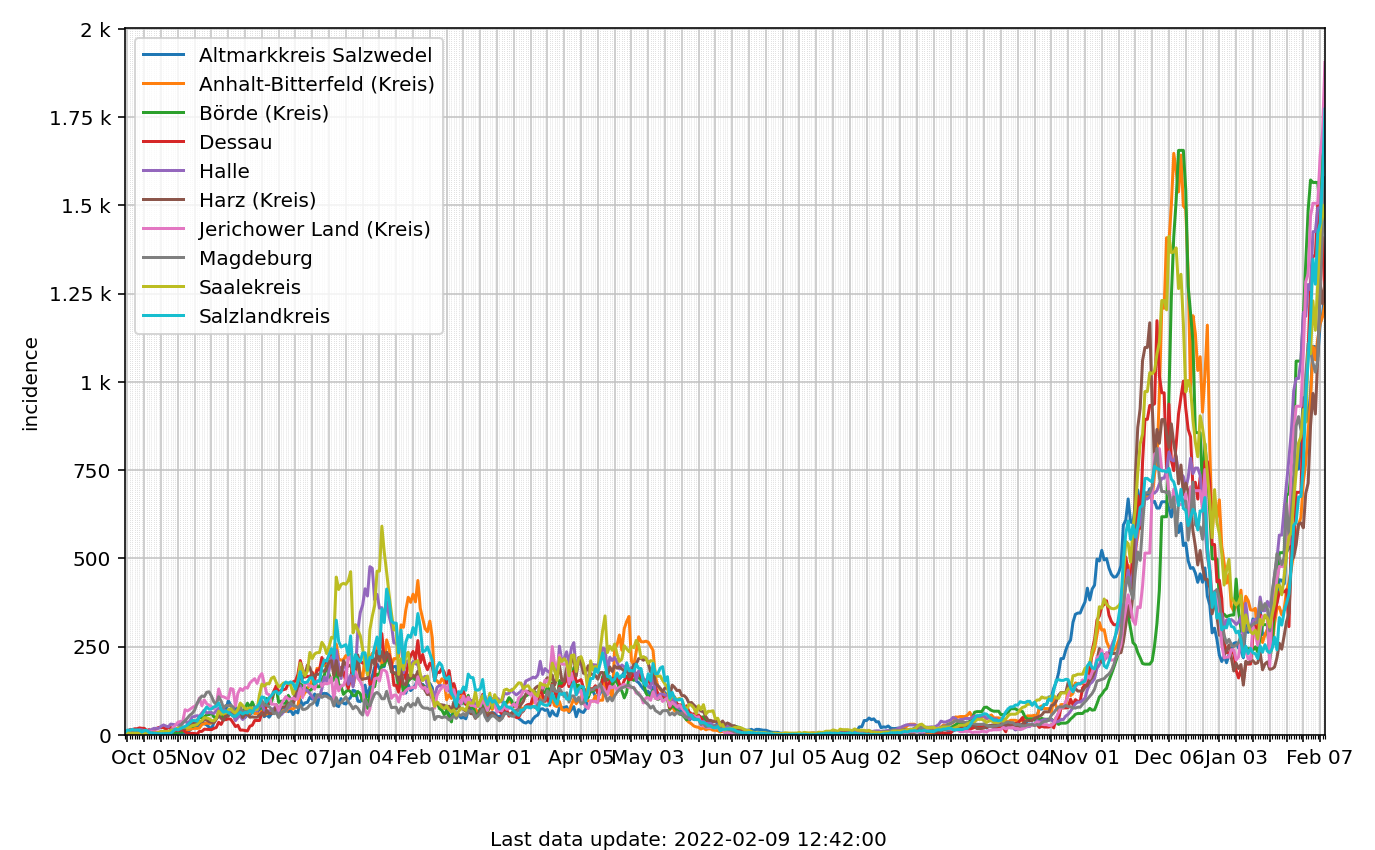 2 k
1.75 k
1.5 k
1.25 k
1 k
750
500
250
0
incidence
Altmarkkreis Salzwedel
Anhalt-Bitterfeld (Kreis)
Börde (Kreis)
Dessau
Halle
Harz (Kreis)
Jerichower Land (Kreis)
Magdeburg
Saalekreis
Salzlandkreis
Oct 05 Nov 02 Dec 07 Jan 04 Feb 01 Mar 01 Apr 05 May 03 Jun 07 Jul 05 Aug 02 Sep 06 Oct 04 Nov 01 Dec 06 Jan 03 Feb 07
Last data update: 2022-02-09 12:42:00